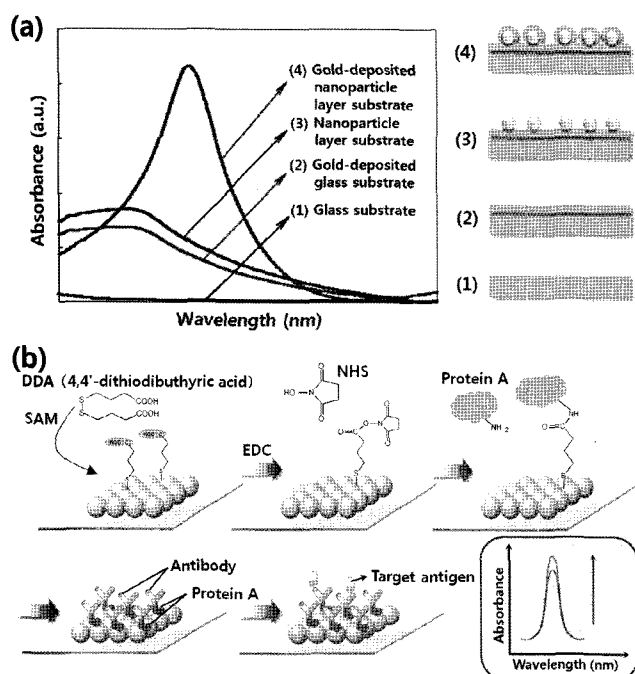 (a)
Absorbance (a.u.)
Wavelength (nm)
(4) Gold-deposited
nanoparticle
layer substrate
(3) Nanoparticle
layer substrate
(2) Gold-deposited
glass substrate
(1) Glass substrate
(4)
(3)
(2)
(1)
(b)
DDA (4,4'-dithiodibuthyric acid)
S
S
COOH
COOH
SAM
S
S
EDC
NHS
HO
N
O
O
O
O
N
O
O
S
Protein A
NH2
NH
O
S
Antibody
Protein A
Target antigen
Absorbance
Wavelength (nm)